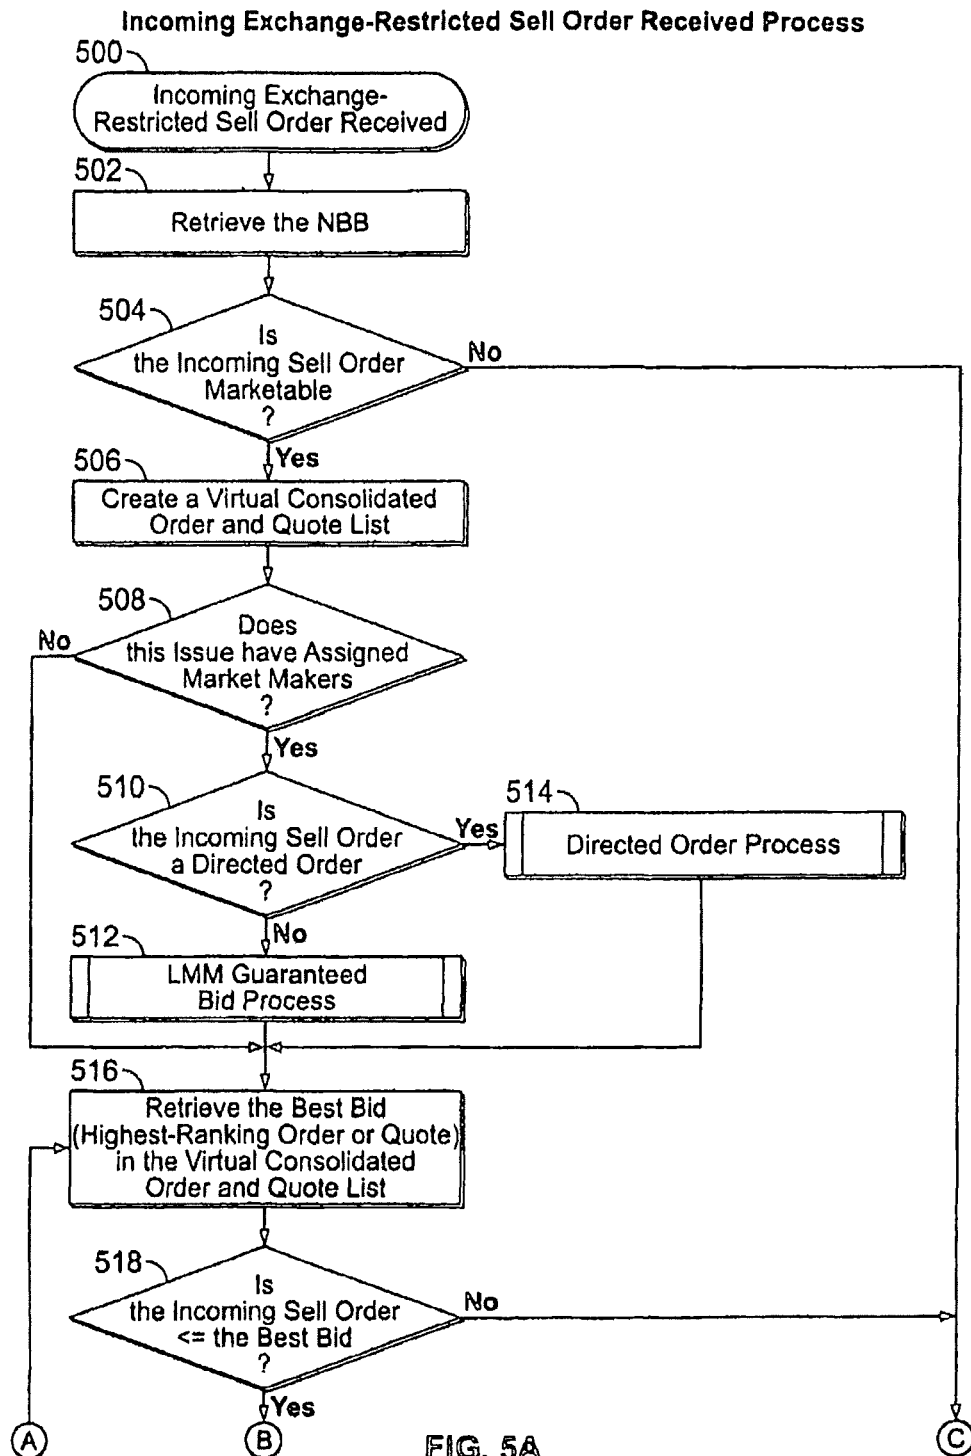 Incoming Exchange-Restricted Sell Order Received Process
500
Incoming Exchange-
Restricted Sell Order Received
502
Retrieve the NBB
504
Is
the Incoming Sell Order
Marketable
?
No
Yes
506
Create a Virtual Consolidated
Order and Quote List
508
Does
this Issue have Assigned
Market Makers
?
No
Yes
510
Is
the Incoming Sell Order
a Directed Order
?
Yes
514
Directed Order Process
No
512
LMM Guaranteed
Bid Process
516
Retrieve the Best Bid
(Highest-Ranking Order or Quote)
in the Virtual Consolidated
Order and Quote List
518
Is
the Incoming Sell Order
<= the Best Bid
?
No
Yes
A
B
C
FIG. 5A